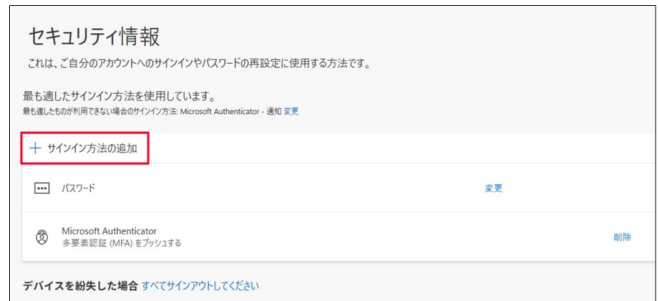 セキュリティ情報
これは、ご自分のアカウントへのサインインやパスワードの再設定に使用する方法です。
最も適したサインイン方法を使用しています。
最も適したものが利用できない場合のサインイン方法: Microsoft Authenticator - 通知 変更
+ サインイン方法の追加
パスワード 変更
Microsoft Authenticator
多要素認証 (MFA) をプッシュする 削除
デバイスを紛失した場合 すべてサインアウトしてください